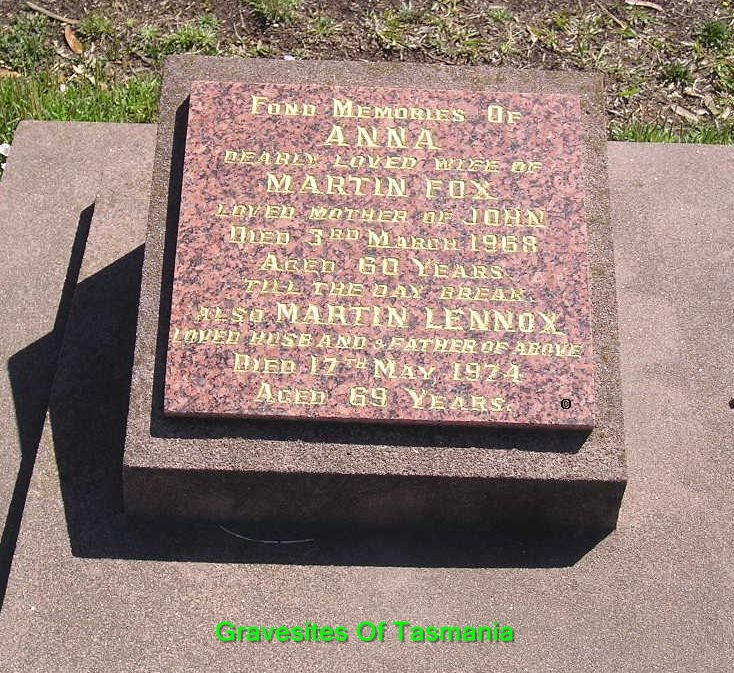 Fond Memories Of
ANNA
DEARLY LOVED WIFE OF
MARTIN FOX
LOVED MOTHER OF JOHN
Died 3RD March 1968
Aged 60 Years.
TILL THE DAY BREAK.
ALSO MARTIN LENNOX
LOVED HUSBAND & FATHER OF ABOVE
Died 17TH May 1974
Aged 69 Years.
©
Gravesites Of Tasmania